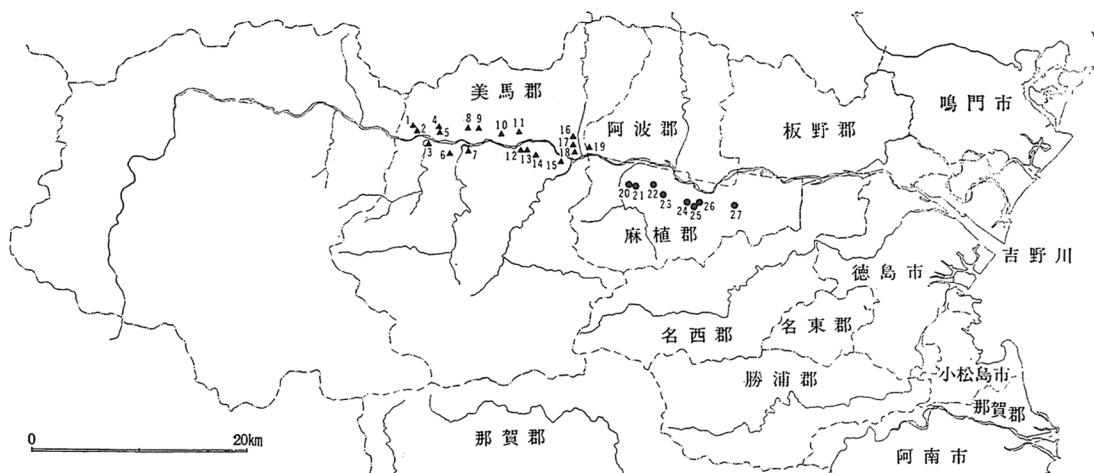 美馬郡
阿波郡
板野郡
鳴門市
1
2
3
4
5
6
7
8
9
10
11
12
13
14
15
16
17
18
19
20
21
22
23
24
25
26
27
麻植郡
吉野川
徳島市
名西郡
名東郡
勝浦郡
小松島市
那賀郡
那賀郡
阿南市
0
20km